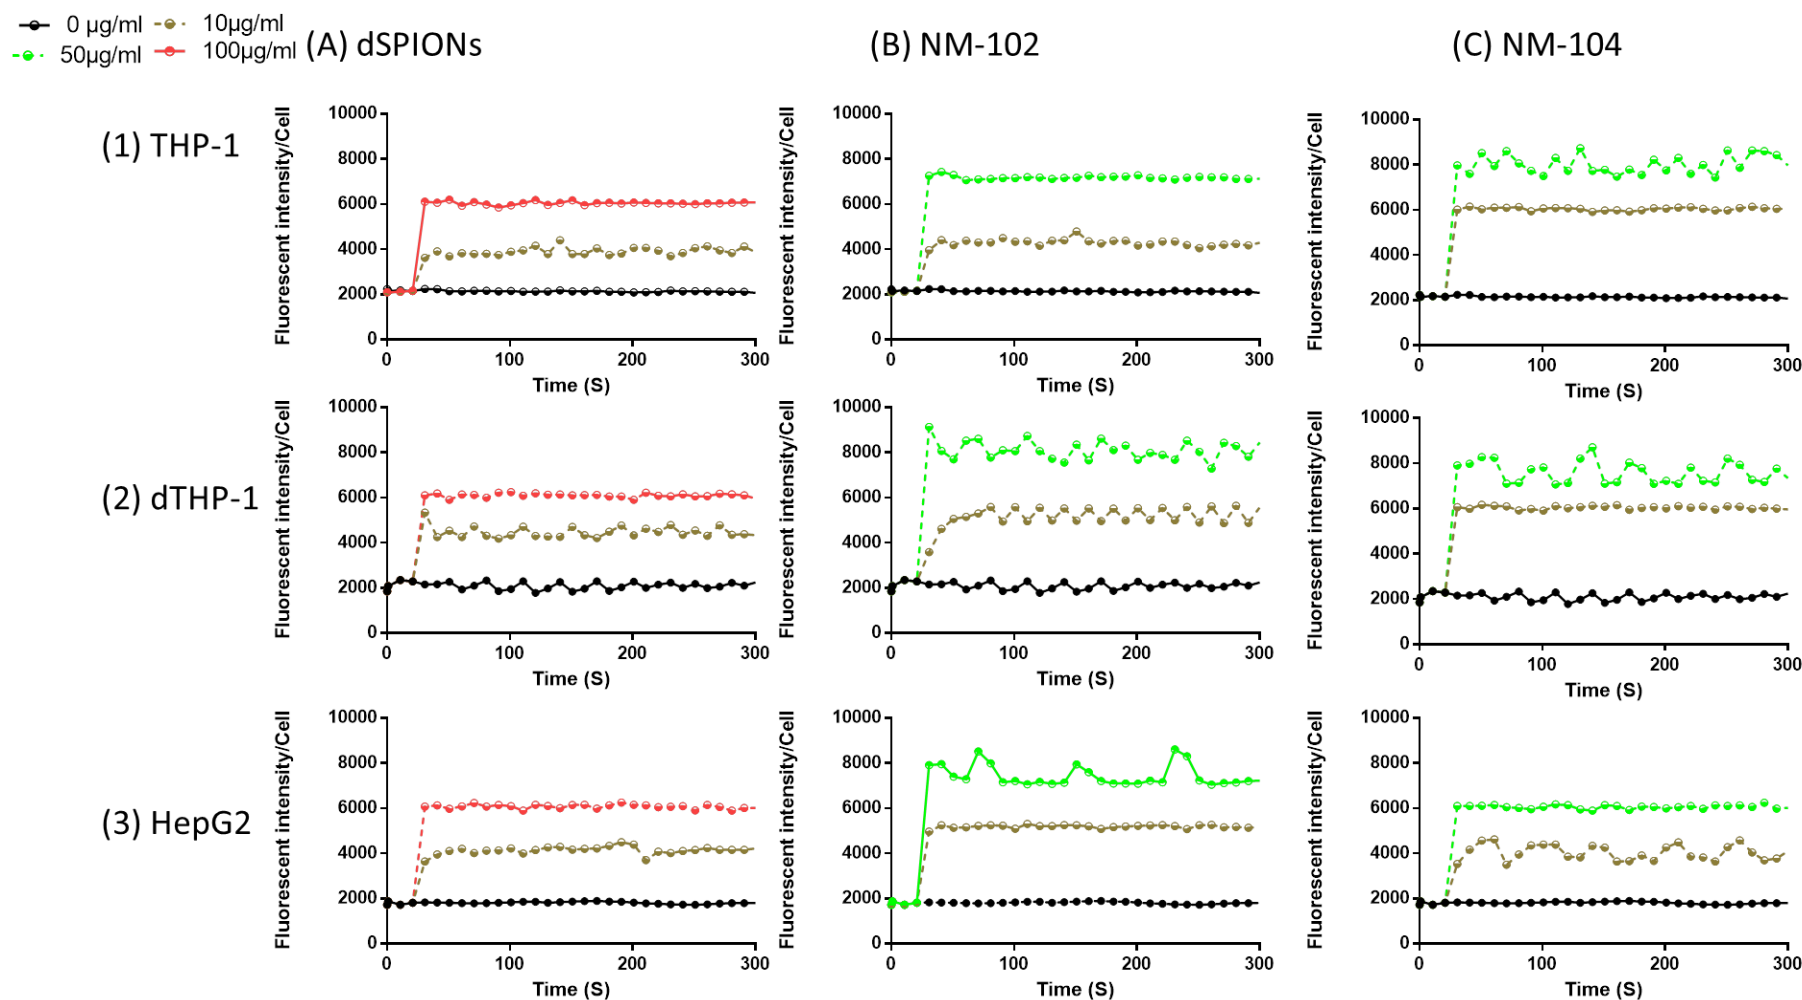 0 µg/ml 10µg/ml
50µg/ml 100µg/ml
(A) dSPIONs (B) NM-102 (C) NM-104
(1) THP-1
Fluorescent intensity/Cell
10000
8000
6000
4000
2000
0
0 100 200 300
Time (S)
Fluorescent intensity/Cell
10000
8000
6000
4000
2000
0
0 100 200 300
Time (S)
Fluorescent intensity/Cell
10000
8000
6000
4000
2000
0
0 100 200 300
Time (S)
(2) dTHP-1
Fluorescent intensity/Cell
10000
8000
6000
4000
2000
0
0 100 200 300
Time (S)
Fluorescent intensity/Cell
10000
8000
6000
4000
2000
0
0 100 200 300
Time (S)
Fluorescent intensity/Cell
10000
8000
6000
4000
2000
0
0 100 200 300
Time (S)
(3) HepG2
Fluorescent intensity/Cell
10000
8000
6000
4000
2000
0
0 100 200 300
Time (S)
Fluorescent intensity/Cell
10000
8000
6000
4000
2000
0
0 100 200 300
Time (S)
Fluorescent intensity/Cell
10000
8000
6000
4000
2000
0
0 100 200 300
Time (S)